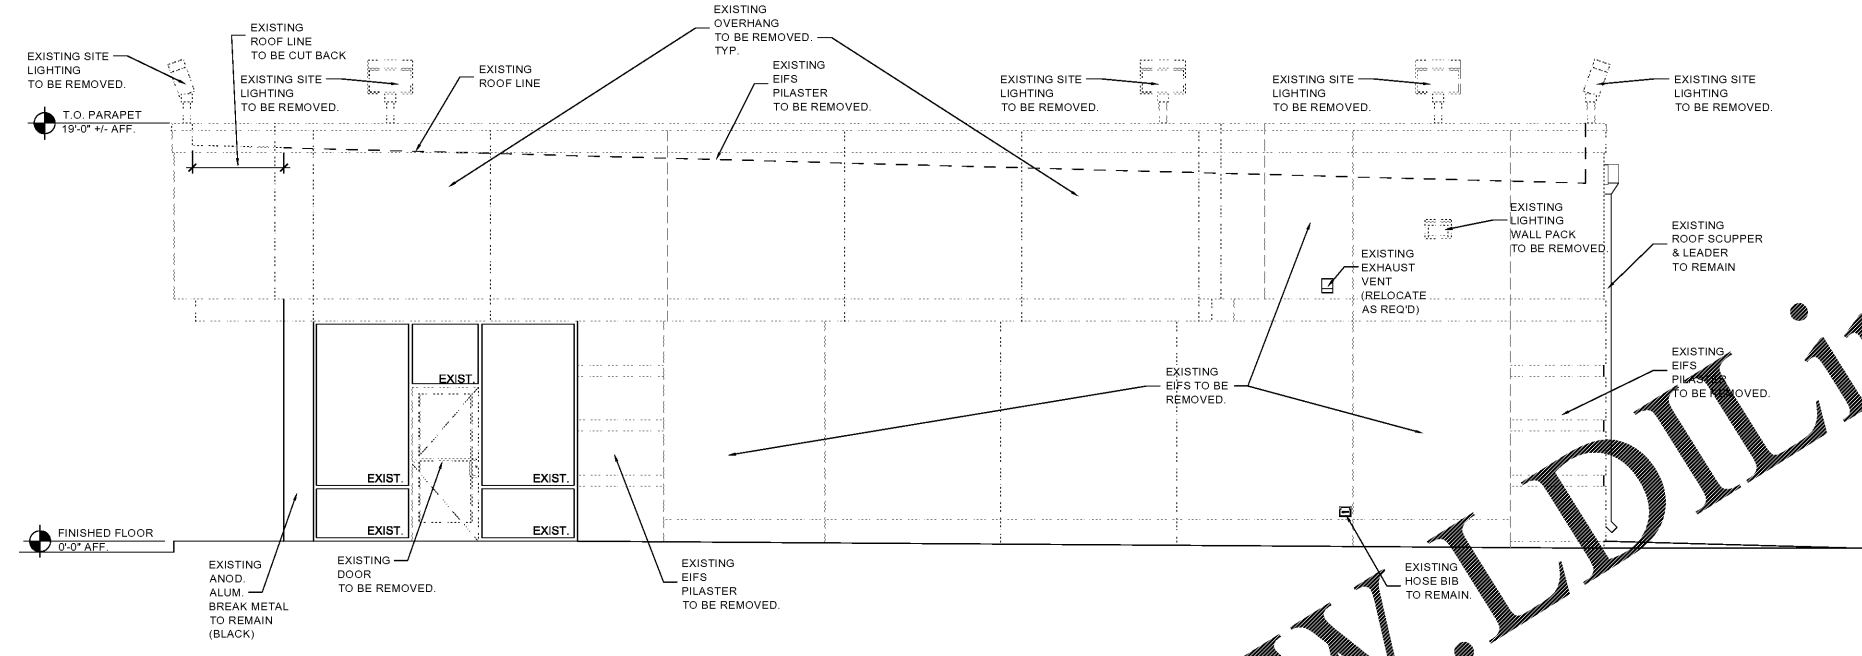 EXISTING
OVERHANG
TO BE REMOVED.
TYP.
EXISTING
ROOF LINE
TO BE CUT BACK
EXISTING SITE
LIGHTING
TO BE REMOVED.
EXISTING SITE
LIGHTING
TO BE REMOVED.
EXISTING
ROOF LINE
EXISTING
EIFS
PILASTER
TO BE REMOVED.
EXISTING SITE
LIGHTING
TO BE REMOVED.
EXISTING SITE
LIGHTING
TO BE REMOVED.
EXISTING SITE
LIGHTING
TO BE REMOVED.
T.O. PARAPET
19'-0" +/- AFF.
EXISTING
LIGHTING
WALL PACK
TO BE REMOVED.
EXISTING
ROOF SCUPPER
& LEADER
TO REMAIN
EXISTING
EXHAUST
VENT
(RELOCATE
AS REQ'D)
EXISTING
EIFS
PILASTER
TO BE REMOVED.
EXISTING
EIFS TO BE
REMOVED.
EXIST.
EXIST.
EXIST.
EXIST.
EXIST.
FINISHED FLOOR
0'-0" AFF.
EXISTING
ANOD.
ALUM.
BREAK METAL
TO REMAIN
(BLACK)
EXISTING
DOOR
TO BE REMOVED.
EXISTING
EIFS
PILASTER
TO BE REMOVED.
EXISTING
HOSE BIB
TO REMAIN.